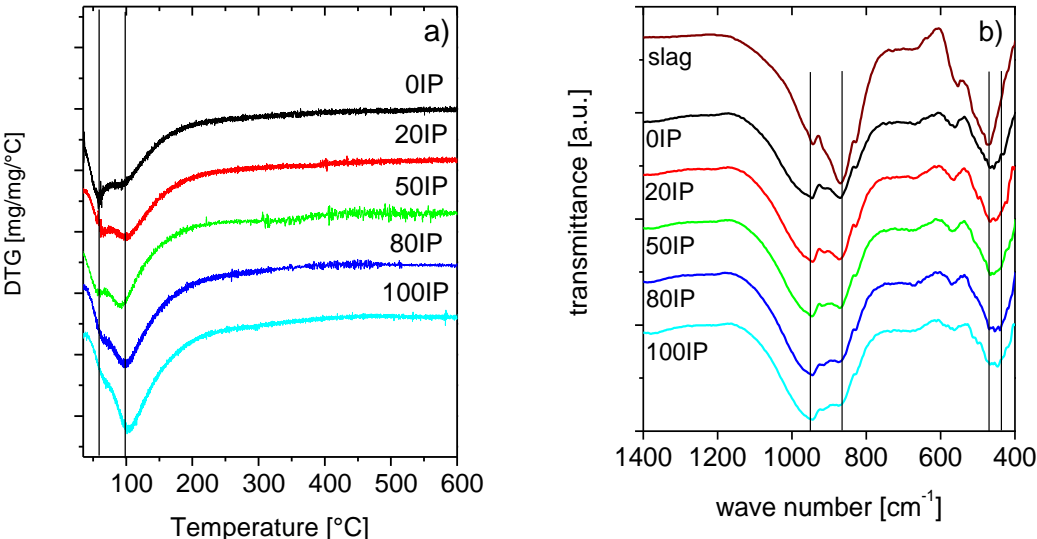 a)
0IP
20IP
50IP
80IP
100IP
DTG [mg/mg/°C]
100 200 300 400 500 600
Temperature [°C]
b)
slag
0IP
20IP
50IP
80IP
100IP
transmittance [a.u.]
1400 1200 1000 800 600 400
wave number [cm⁻¹]